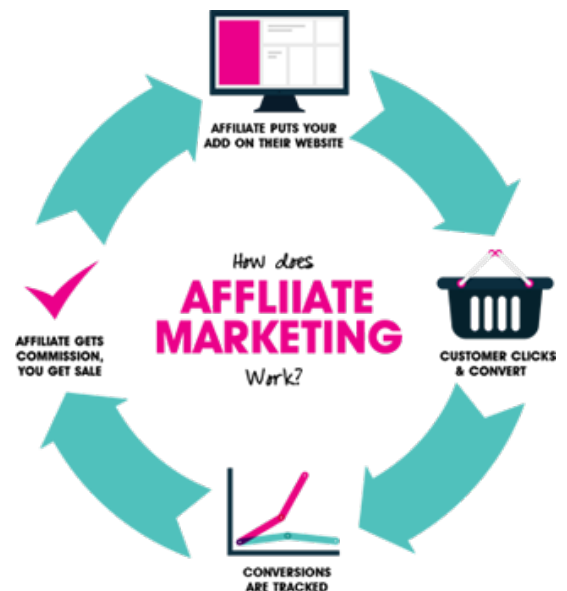 AFFILIATE PUTS YOUR
ADD ON THEIR WEBSITE
How does
AFFLIIATE
MARKETING
Work?
CUSTOMER CLICKS
& CONVERT
CONVERSIONS
ARE TRACKED
AFFILIATE GETS
COMMISSION,
YOU GET SALE